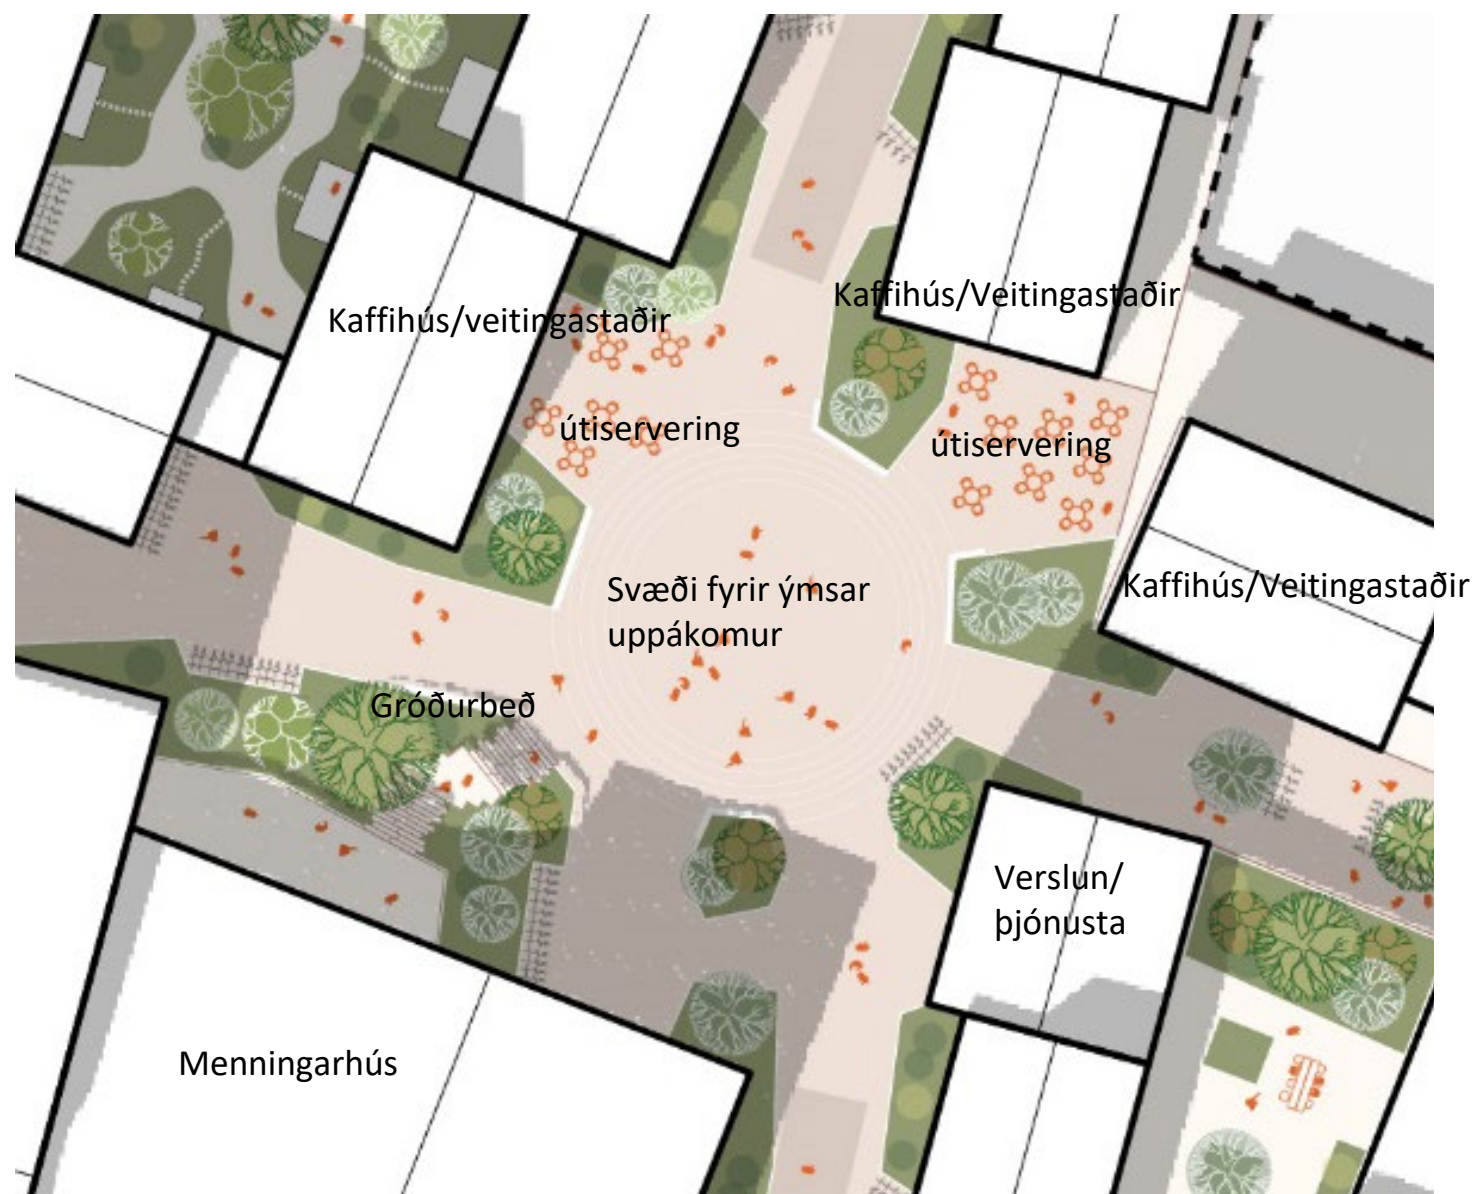 Kaffihús/Veitingastaðir
Kaffihús/veitingastaðir
útiservering
útiservering
Svæði fyrir ýmsar
uppákomur
Kaffihús/Veitingastaðir
Gróðurbeð
Verslun/
þjónusta
Menningarhús